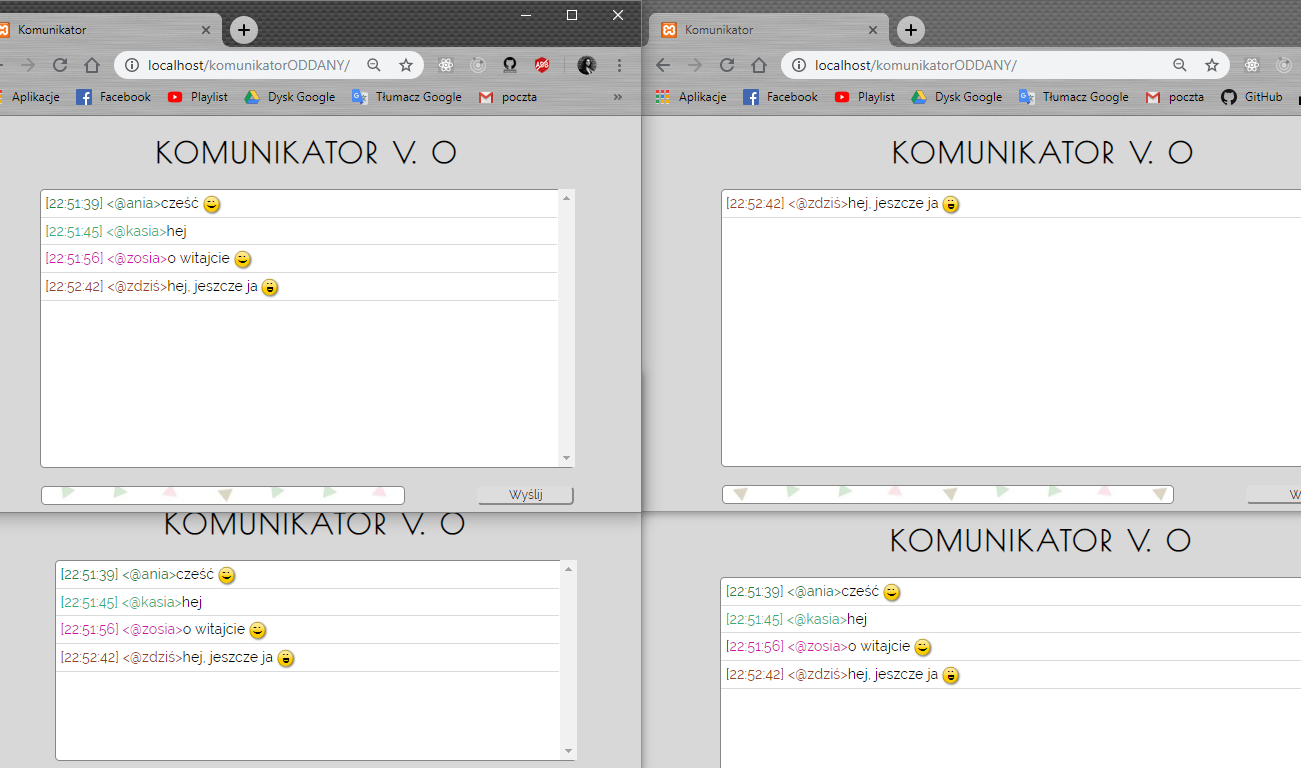 Komunikator
localhost/komunikatorODDANY/
Aplikacje Facebook Playlist Dysk Google Tłumacz Google poczta »
KOMUNIKATOR V. O
[22:51:39] <@ania>cześć
[22:51:45] <@kasia>hej
[22:51:56] <@zosia>o witajcie
[22:52:42] <@zdziś>hej, jeszcze ja
Wyślij
Komunikator
localhost/komunikatorODDANY/
Aplikacje Facebook Playlist Dysk Google Tłumacz Google poczta GitHub
KOMUNIKATOR V. O
[22:52:42] <@zdziś>hej, jeszcze ja
W
KOMUNIKATOR V. O
[22:51:39] <@ania>cześć
[22:51:45] <@kasia>hej
[22:51:56] <@zosia>o witajcie
[22:52:42] <@zdziś>hej, jeszcze ja
KOMUNIKATOR V. O
[22:51:39] <@ania>cześć
[22:51:45] <@kasia>hej
[22:51:56] <@zosia>o witajcie
[22:52:42] <@zdziś>hej, jeszcze ja